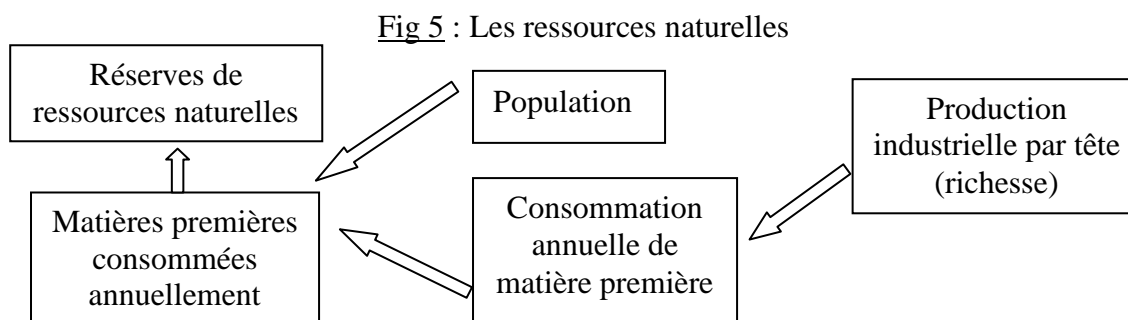 Fig 5 : Les ressources naturelles
Réserves de
ressources naturelles
Population
Production
industrielle par tête
(richesse)
Matières premières
consommées
annuellement
Consommation
annuelle de
matière première